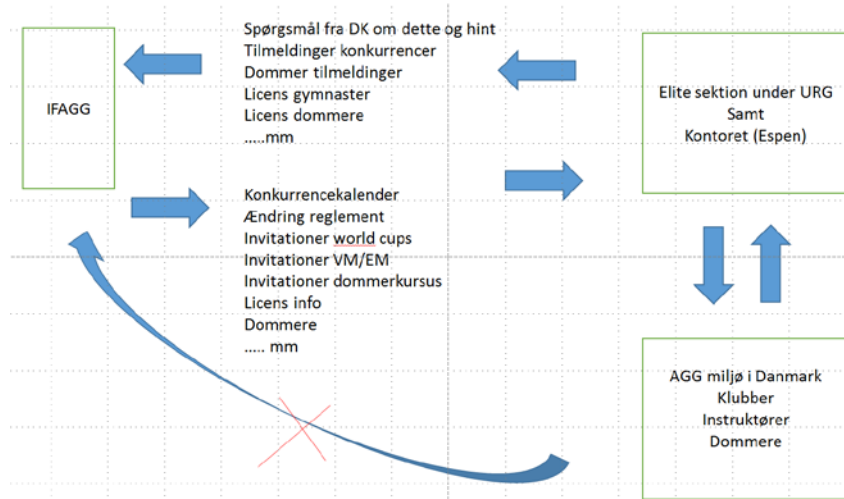 IFAGG
Spørgsmål fra DK om dette og hint
Tilmeldinger konkurrencer
Dommer tilmeldinger
Licens gymnaster
Licens dommere
.....mm
Konkurrencekalender
Ændring reglement
Invitationer world cups
Invitationer VM/EM
Invitationer dommerkursus
Licens info
Dommere
..... mm
Elite sektion under URG
Samt
Kontoret (Espen)
AGG miljø i Danmark
Klubber
Instruktører
Dommere